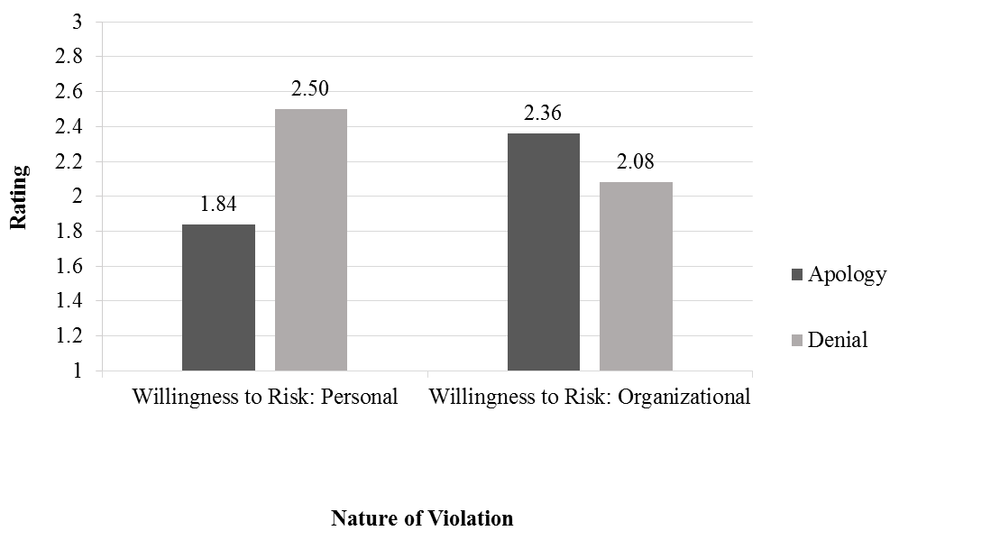 3
2.8
2.6
2.4
2.2
2
1.8
1.6
1.4
1.2
1
Rating
1.84
2.50
2.36
2.08
Willingness to Risk: Personal
Willingness to Risk: Organizational
Nature of Violation
Apology
Denial